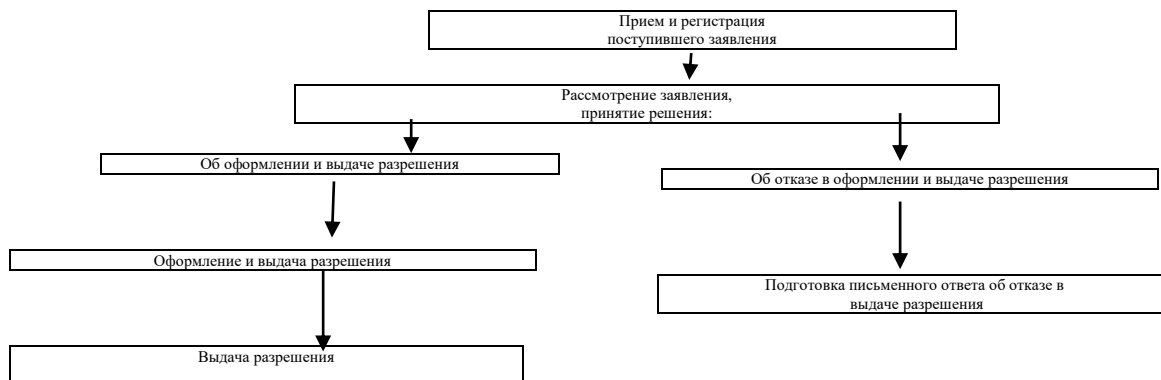 Прием и регистрация
поступившего заявления
Рассмотрение заявления,
принятие решения:
Об оформлении и выдаче разрешения
Об отказе в оформлении и выдаче разрешения
Оформление и выдача разрешения
Подготовка письменного ответа об отказе в
выдаче разрешения
Выдача разрешения